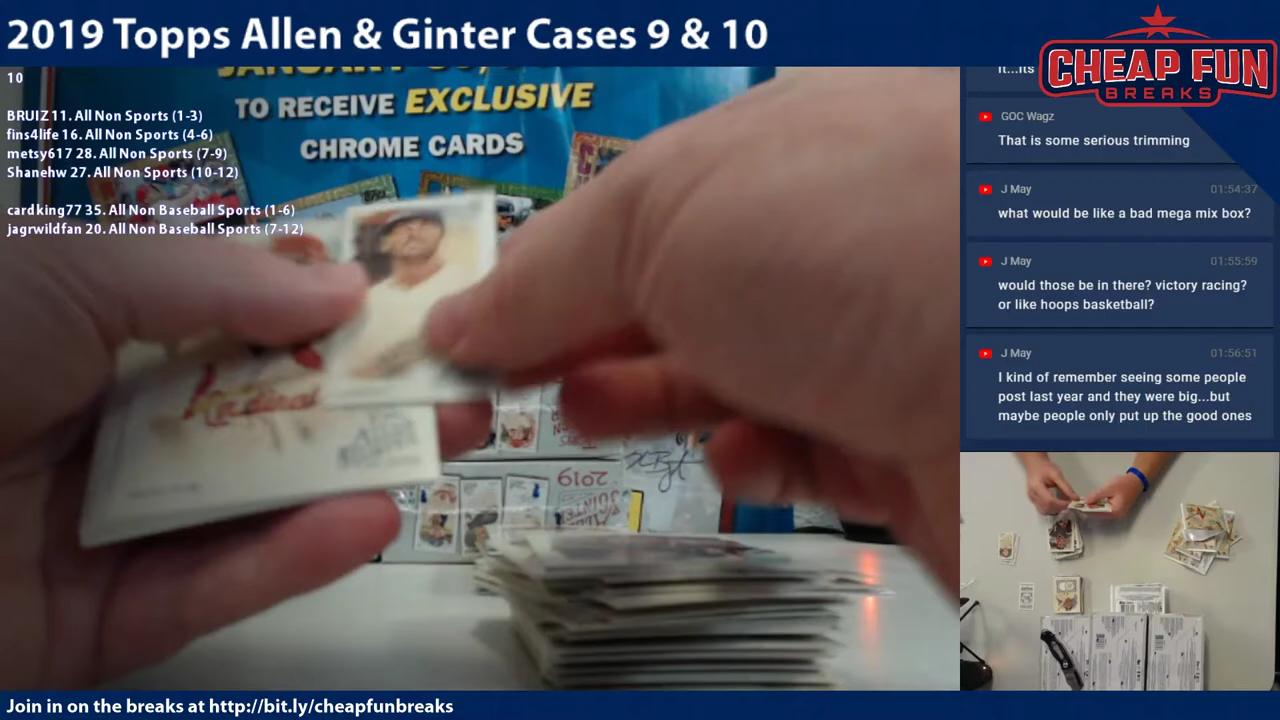 2019 Topps Allen & Ginter Cases 9 & 10
CHEAP FUN
BREAKS
10
BRUIZ 11. All Non Sports (1-3)
fins4life 16. All Non Sports (4-6)
metsy617 28. All Non Sports (7-9)
Shanehw 27. All Non Sports (10-12)
cardking77 35. All Non Baseball Sports (1-6)
jagrwildfan 20. All Non Baseball Sports (7-12)
TO RECEIVE EXCLUSIVE
CHROME CARDS
2019
it...its
GOC Wagz
That is some serious trimming
J May 01:54:37
what would be like a bad mega mix box?
J May 01:55:59
would those be in there? victory racing?
or like hoops basketball?
J May 01:56:51
I kind of remember seeing some people
post last year and they were big...but
maybe people only put up the good ones
Join in on the breaks at http://bit.ly/cheapfunbreaks